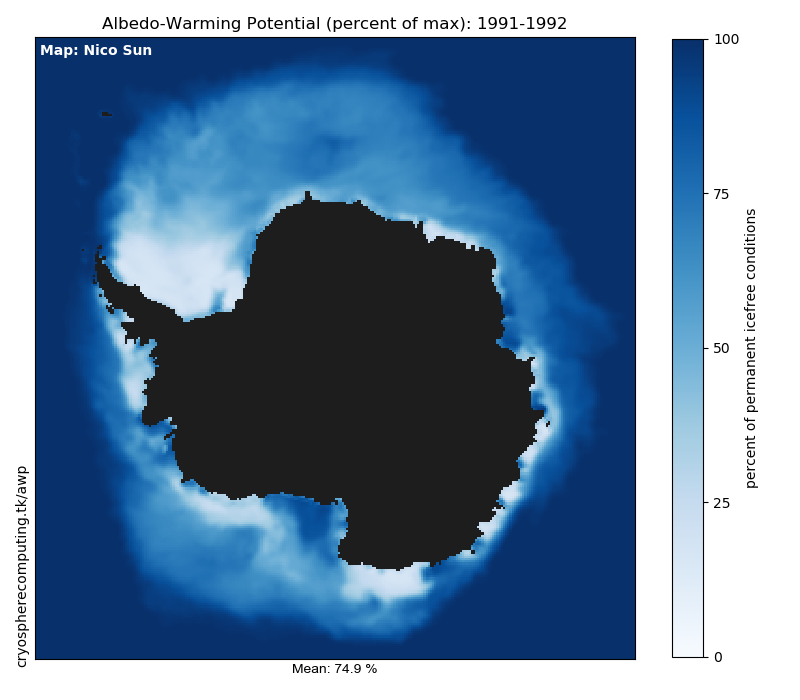 Albedo-Warming Potential (percent of max): 1991-1992
Map: Nico Sun
100
75
50
25
0
percent of permanent icefree conditions
cryospherecomputing.tk/awp
Mean: 74.9 %